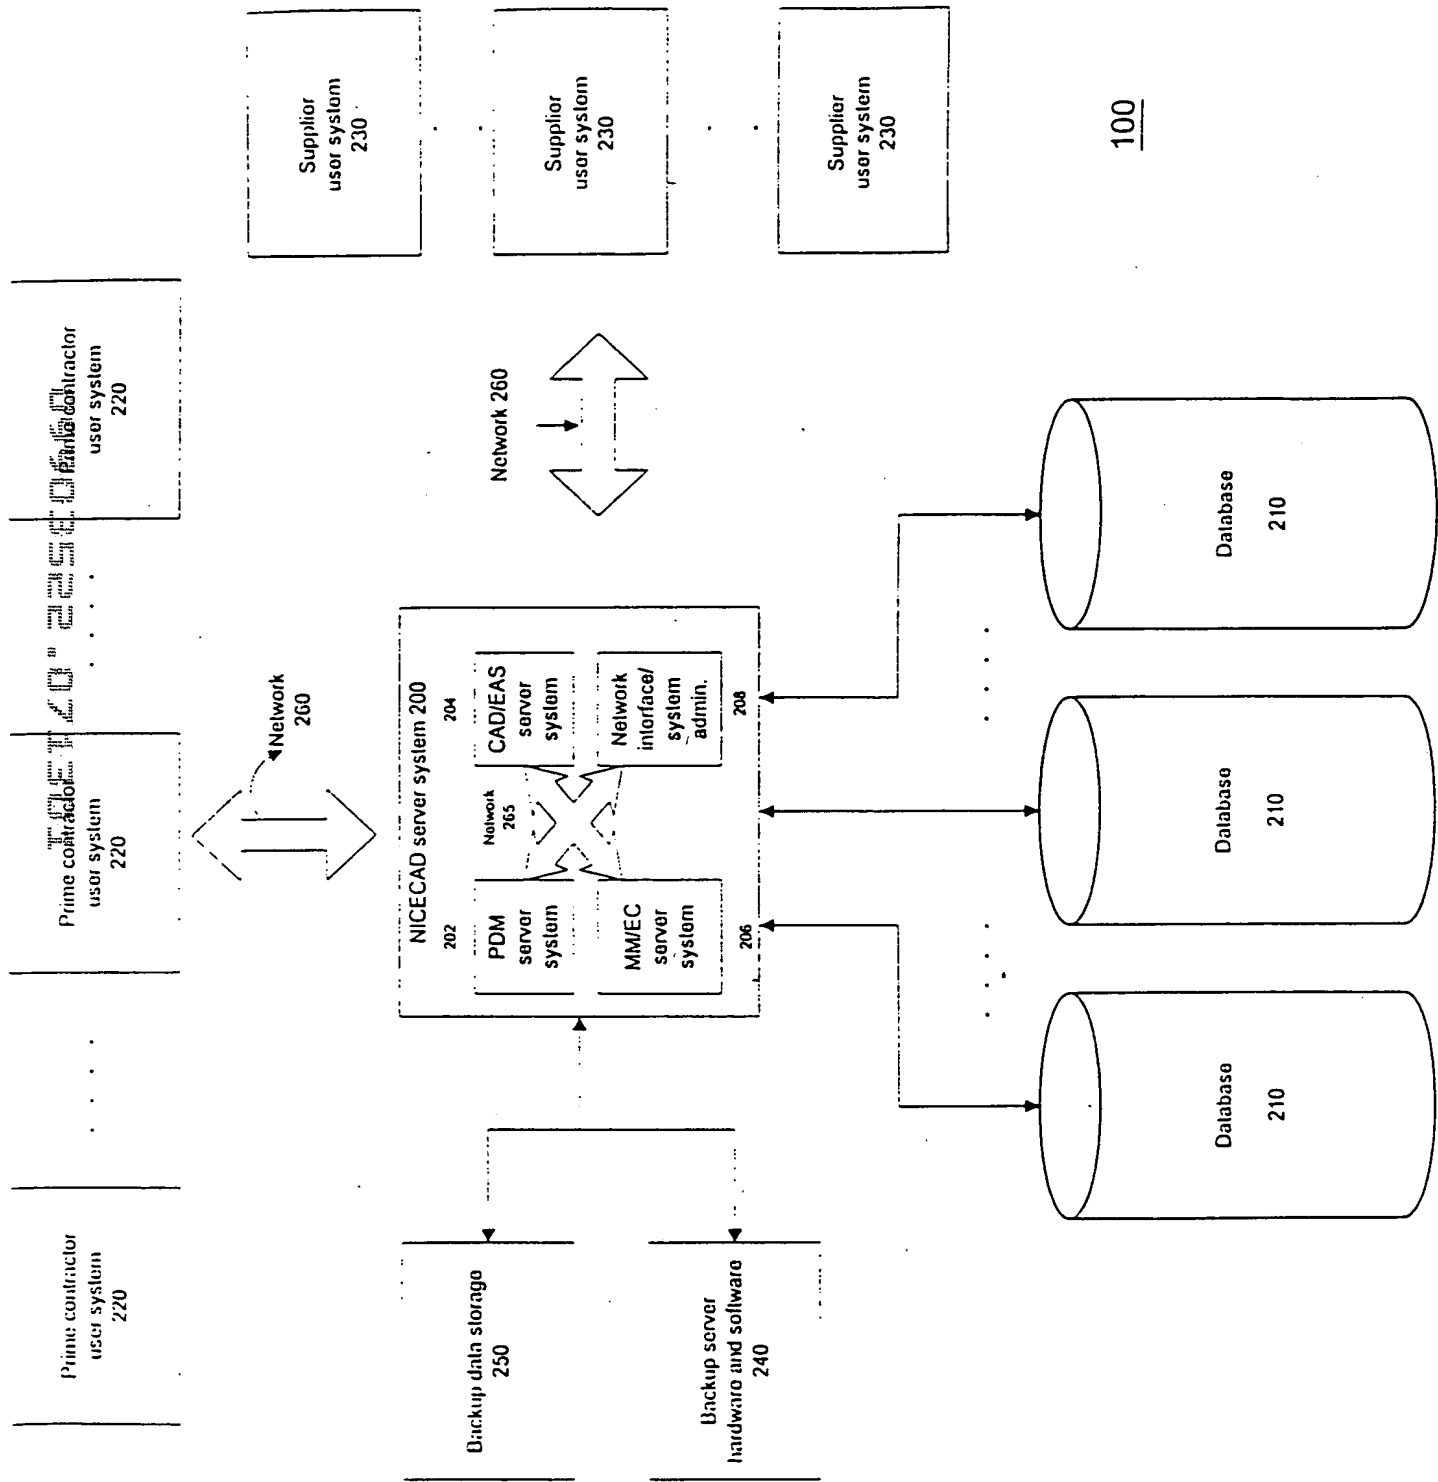 Prime contractor
user system
220
Prime contractor
user system
220
Prime contractor
user system
220
Network
260
Backup data storage
250
Backup server
hardware and software
240
NICECAD server system 200
202
PDM
server
system
204
CAD/EAS
server
system
Network
265
MM/EC
server
system
206
Network
interface/
system
admin.
208
Network 260
Supplier
user system
230
Supplier
user system
230
Supplier
user system
230
Database
210
Database
210
Database
210
100